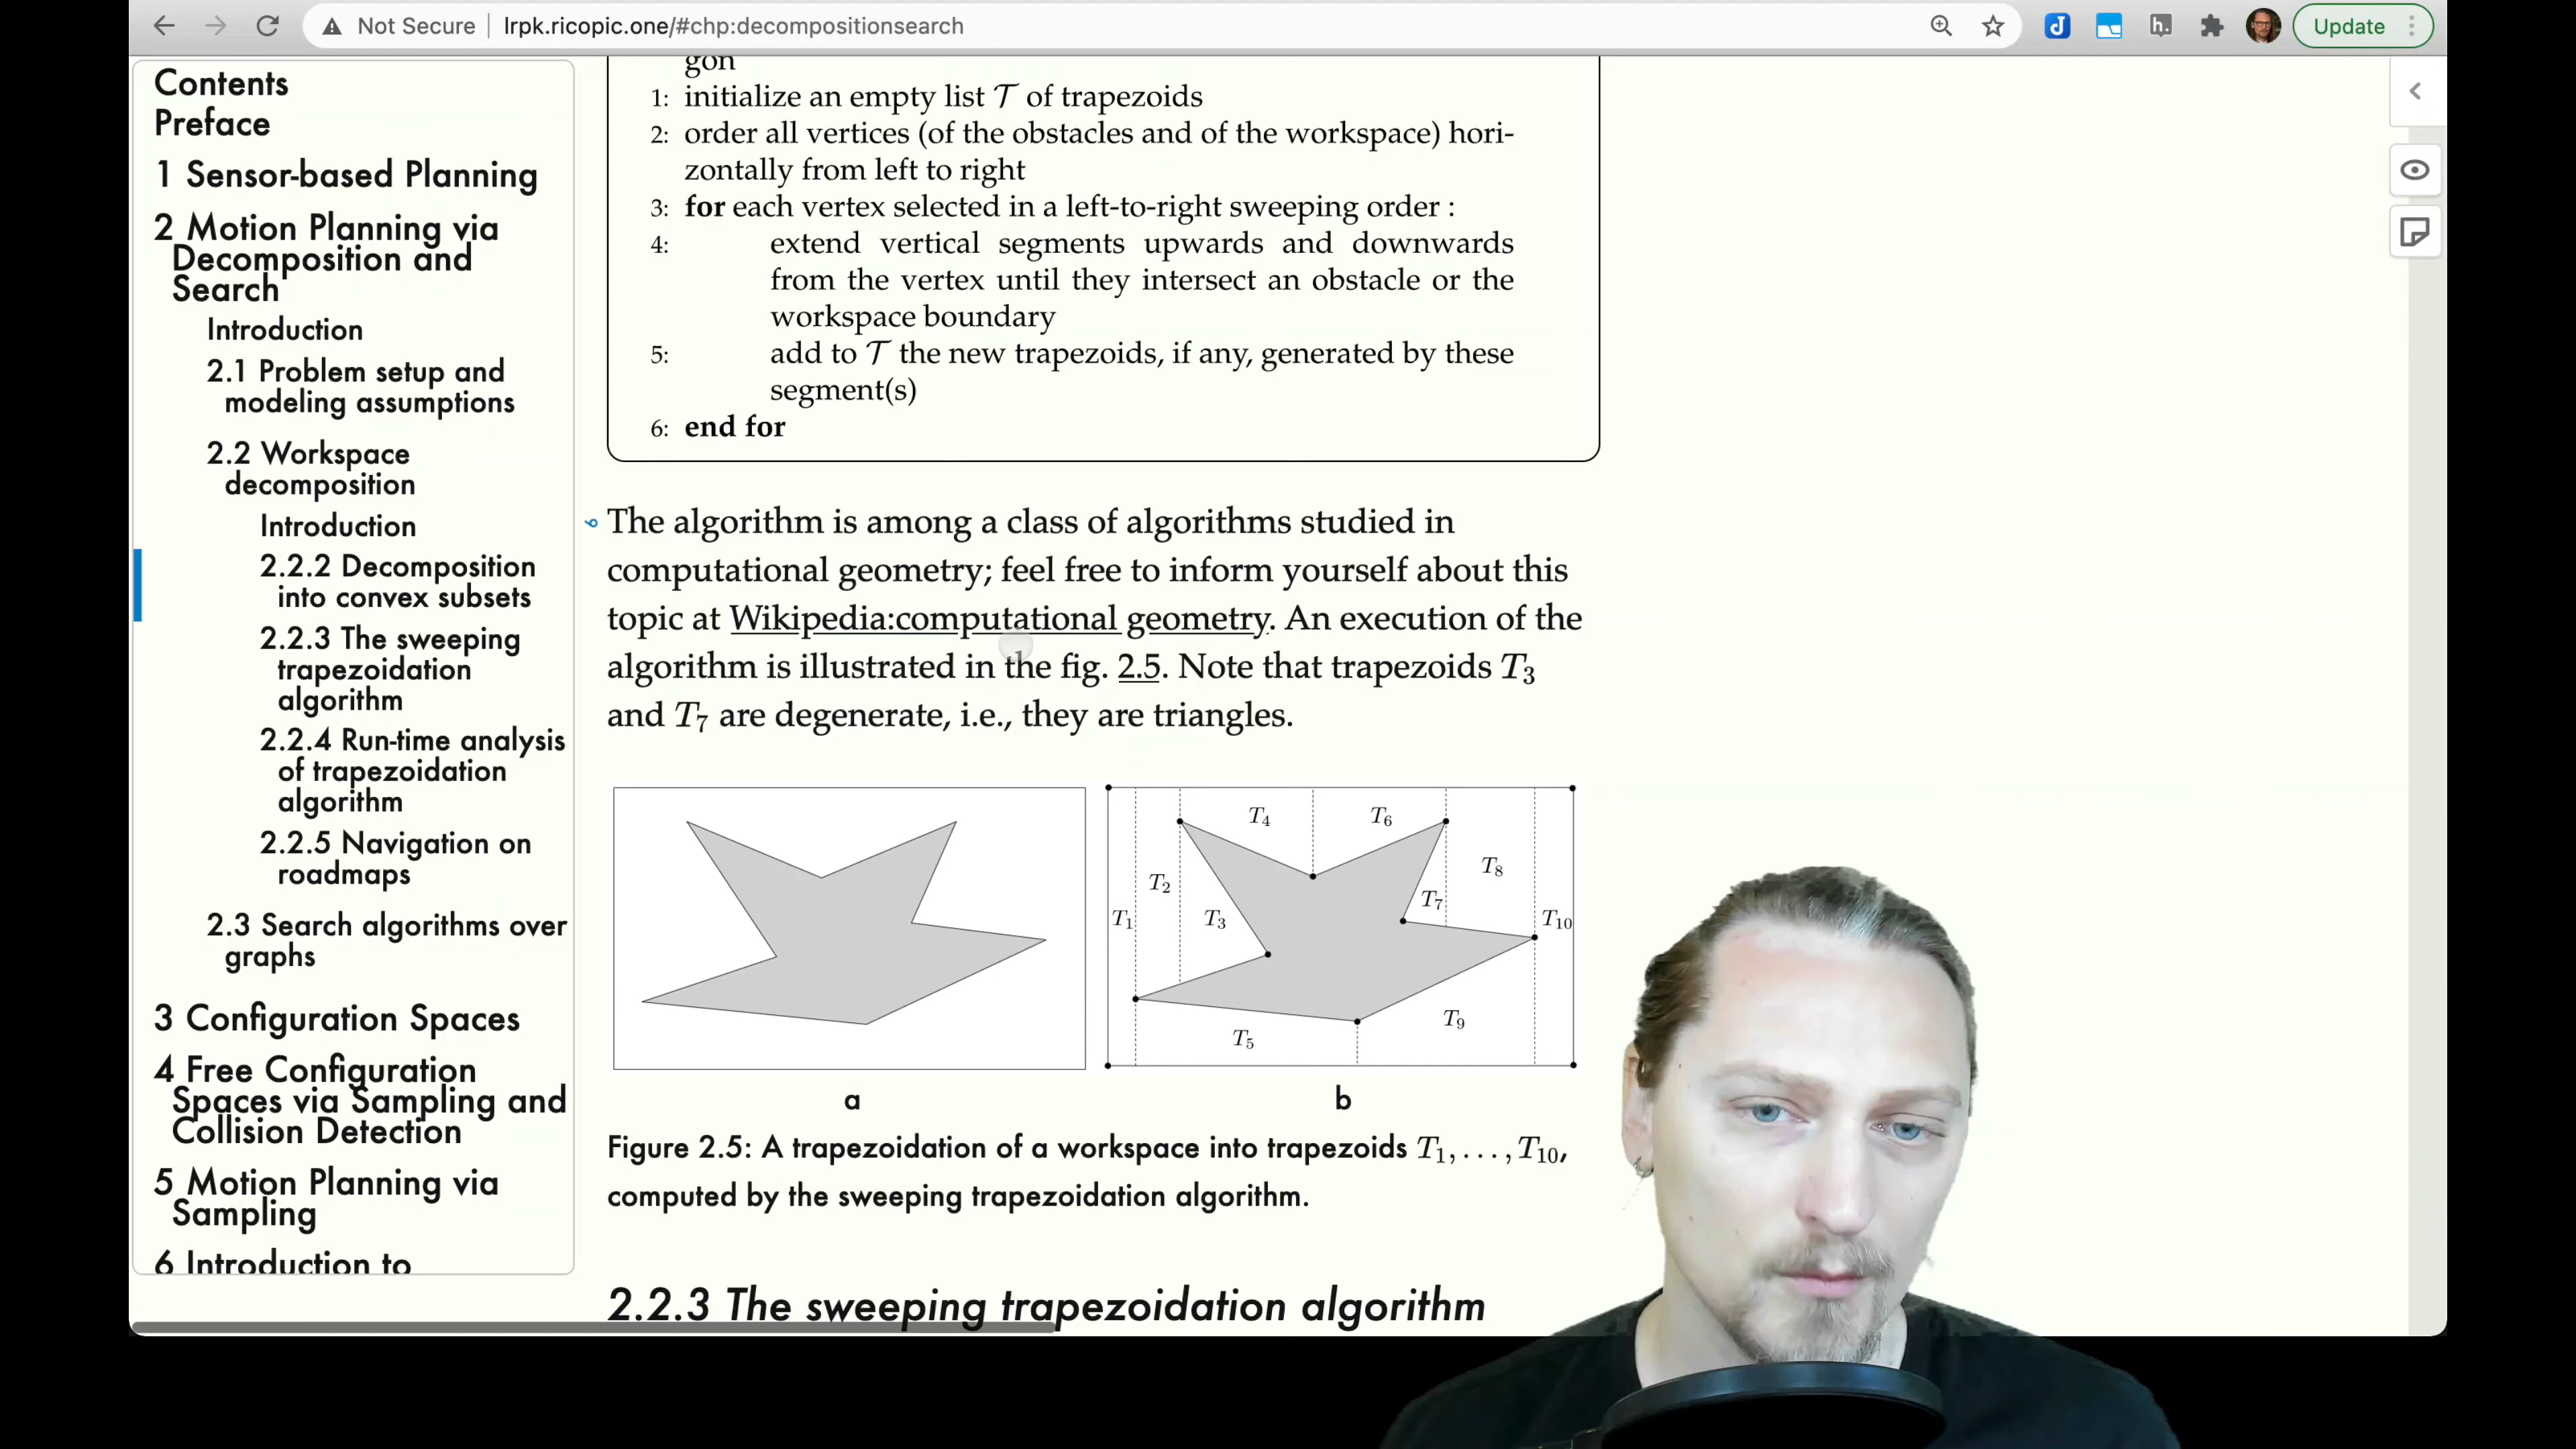 Not Secure
lrpk.ricopic.one/#chp:decompositionsearch
h.
Update
Contents
Preface
1 Sensor-based Planning
2 Motion Planning via
Decomposition and
Search
Introduction
2.1 Problem setup and
modeling assumptions
2.2 Workspace
decomposition
Introduction
2.2.2 Decomposition
into convex subsets
2.2.3 The sweeping
trapezoidation
algorithm
2.2.4 Run-time analysis
of trapezoidation
algorithm
2.2.5 Navigation on
roadmaps
2.3 Search algorithms over
graphs
3 Configuration Spaces
4 Free Configuration
Spaces via Sampling and
Collision Detection
5 Motion Planning via
Sampling
6 Introduction to
gon
1: initialize an empty list 𝒯 of trapezoids
2: order all vertices (of the obstacles and of the workspace) hori-
zontally from left to right
3: for each vertex selected in a left-to-right sweeping order :
4: extend vertical segments upwards and downwards
from the vertex until they intersect an obstacle or the
workspace boundary
5: add to 𝒯 the new trapezoids, if any, generated by these
segment(s)
6: end for
The algorithm is among a class of algorithms studied in
computational geometry; feel free to inform yourself about this
topic at Wikipedia:computational geometry. An execution of the
algorithm is illustrated in the fig. 2.5. Note that trapezoids T₃
and T₇ are degenerate, i.e., they are triangles.
T₄
T₆
T₈
T₂
T₇
T₁
T₃
T₁₀
T₉
T₅
a
b
Figure 2.5: A trapezoidation of a workspace into trapezoids T₁, . . . , T₁₀,
computed by the sweeping trapezoidation algorithm.
2.2.3 The sweeping trapezoidation algorithm